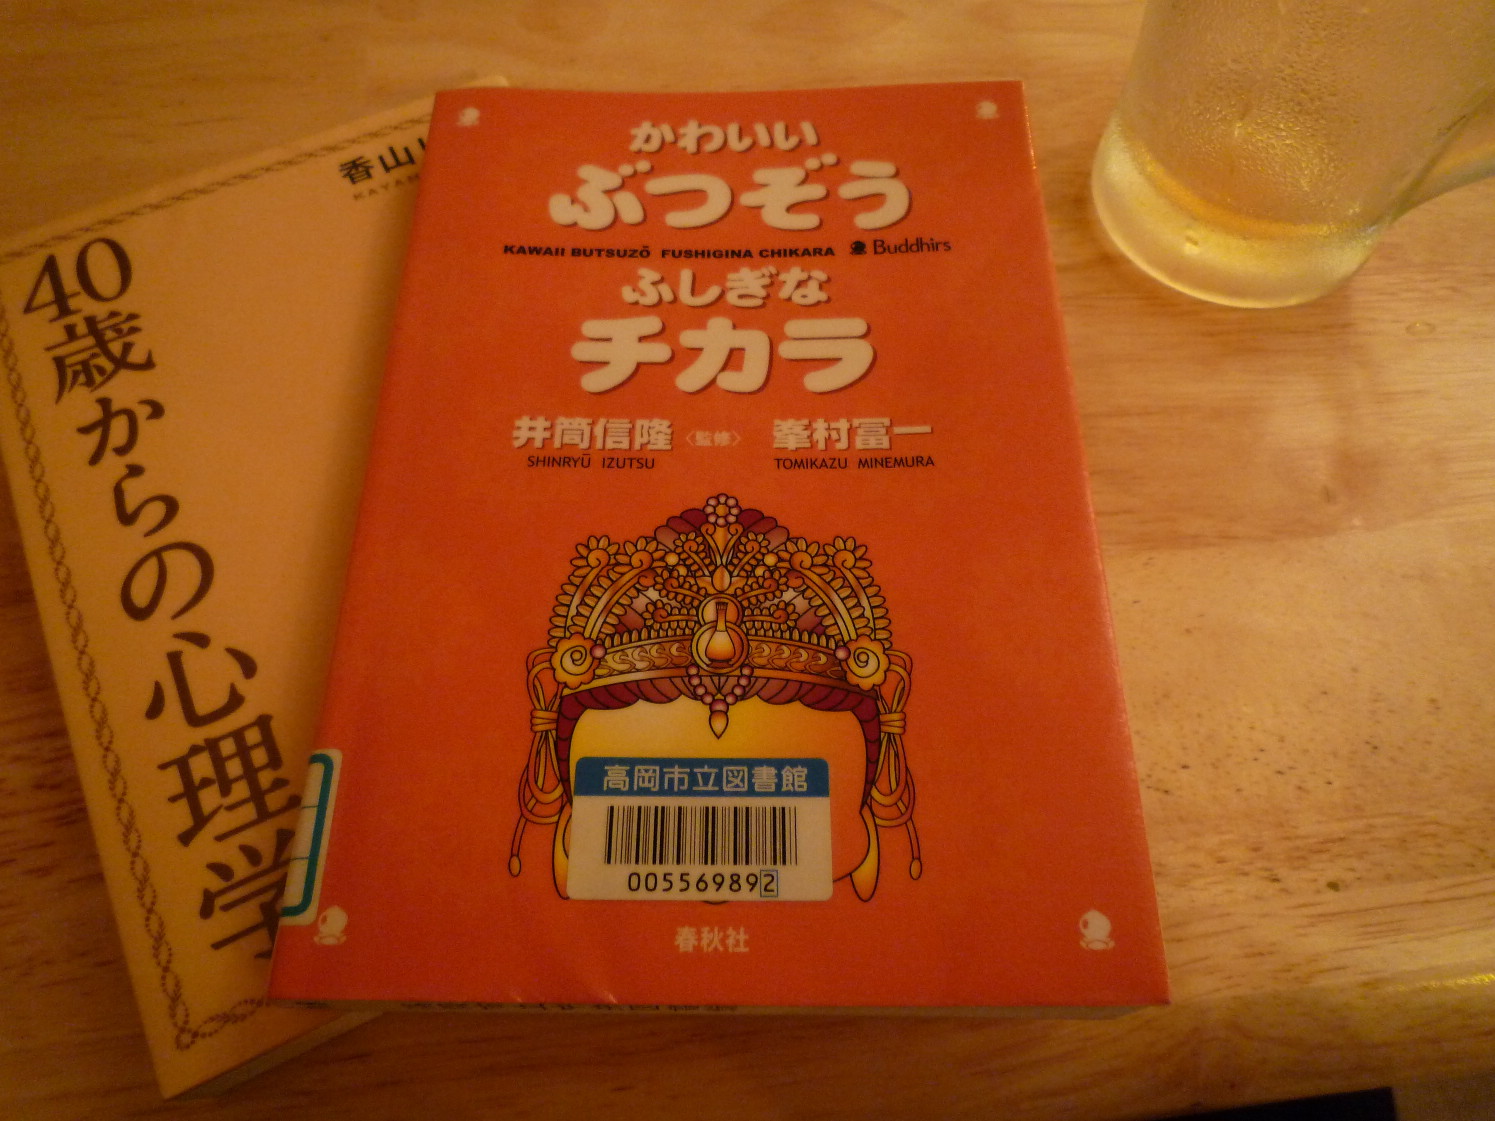 かわいい
ぶつぞう
KAWAII BUTSUZŌ FUSHIGINA CHIKARA Buddhirs
ふしぎな
チカラ
井筒信隆〈監修〉 峯村冨一
SHINRYŪ IZUTSU TOMIKAZU MINEMURA
高岡市立図書館
005569892
春秋社
香山
KAYAM
40歳からの心理学